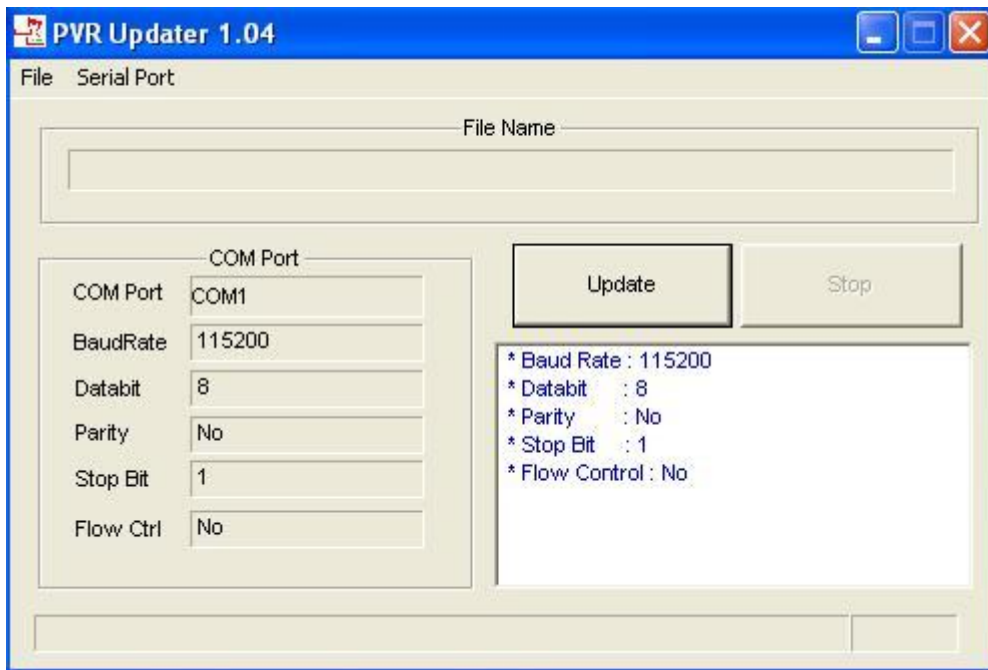 PVR Updater 1.04
File Serial Port
File Name
COM Port
COM Port COM1
BaudRate 115200
Databit 8
Parity No
Stop Bit 1
Flow Ctrl No
Update Stop
* Baud Rate : 115200
* Databit : 8
* Parity : No
* Stop Bit : 1
* Flow Control : No